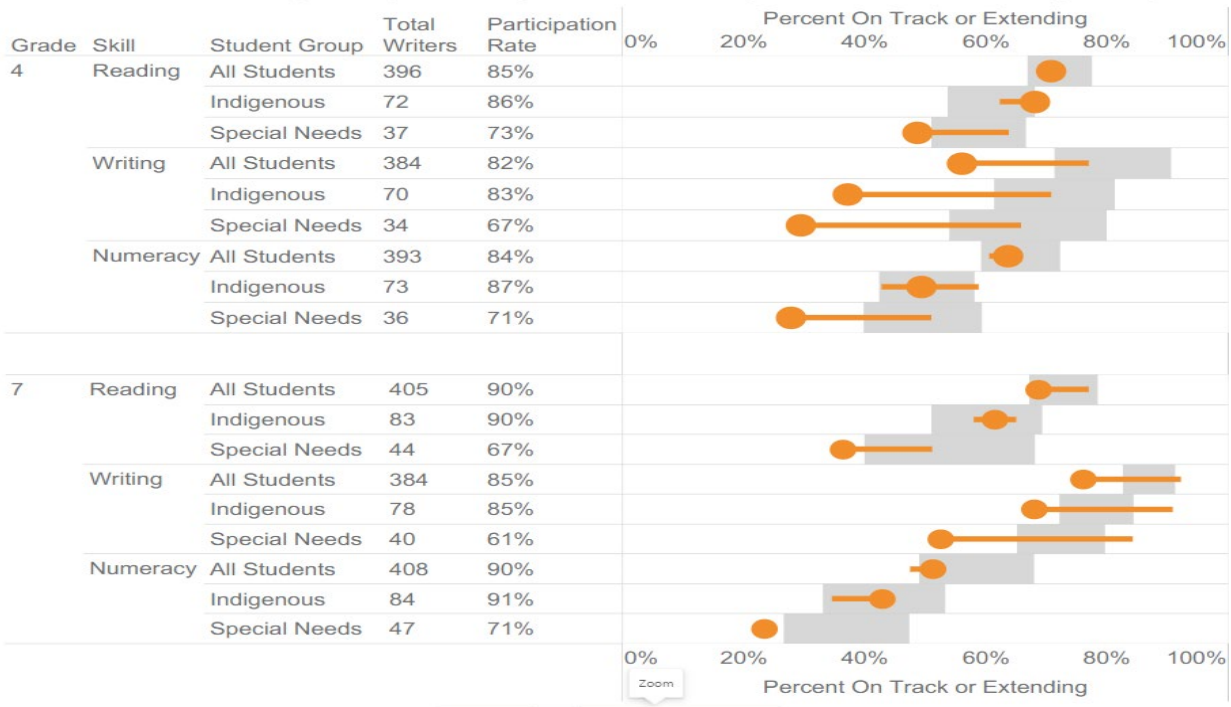 Grade Skill Student Group Total Writers Participation Rate Percent On Track or Extending
0% 20% 40% 60% 80% 100%
4 Reading All Students 396 85%
Indigenous 72 86%
Special Needs 37 73%
Writing All Students 384 82%
Indigenous 70 83%
Special Needs 34 67%
Numeracy All Students 393 84%
Indigenous 73 87%
Special Needs 36 71%
7 Reading All Students 405 90%
Indigenous 83 90%
Special Needs 44 67%
Writing All Students 384 85%
Indigenous 78 85%
Special Needs 40 61%
Numeracy All Students 408 90%
Indigenous 84 91%
Special Needs 47 71%
0% 20% 40% 60% 80% 100%
Zoom
Percent On Track or Extending